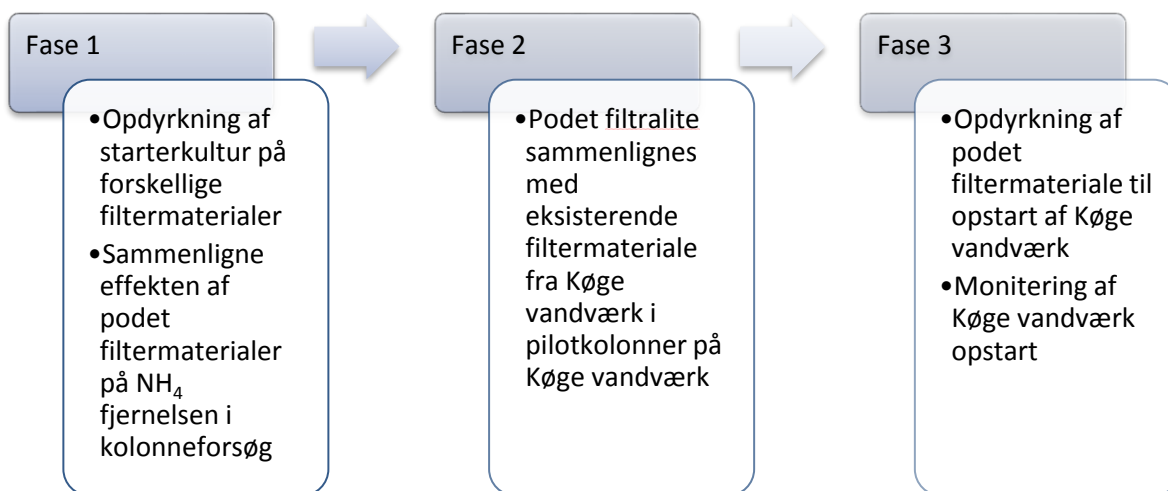 Fase 1
•Opdyrkning af
starterkultur på
forskellige
filtermaterialer
•Sammenligne
effekten af
podet
filtermaterialer
på NH₄
fjernelsen i
kolonneforsøg
Fase 2
•Podet filtralite
sammenlignes
med
eksisterende
filtermateriale
fra Køge
vandværk i
pilotkolonner på
Køge vandværk
Fase 3
•Opdyrkning af
podet
filtermateriale til
opstart af Køge
vandværk
•Monitering af
Køge vandværk
opstart